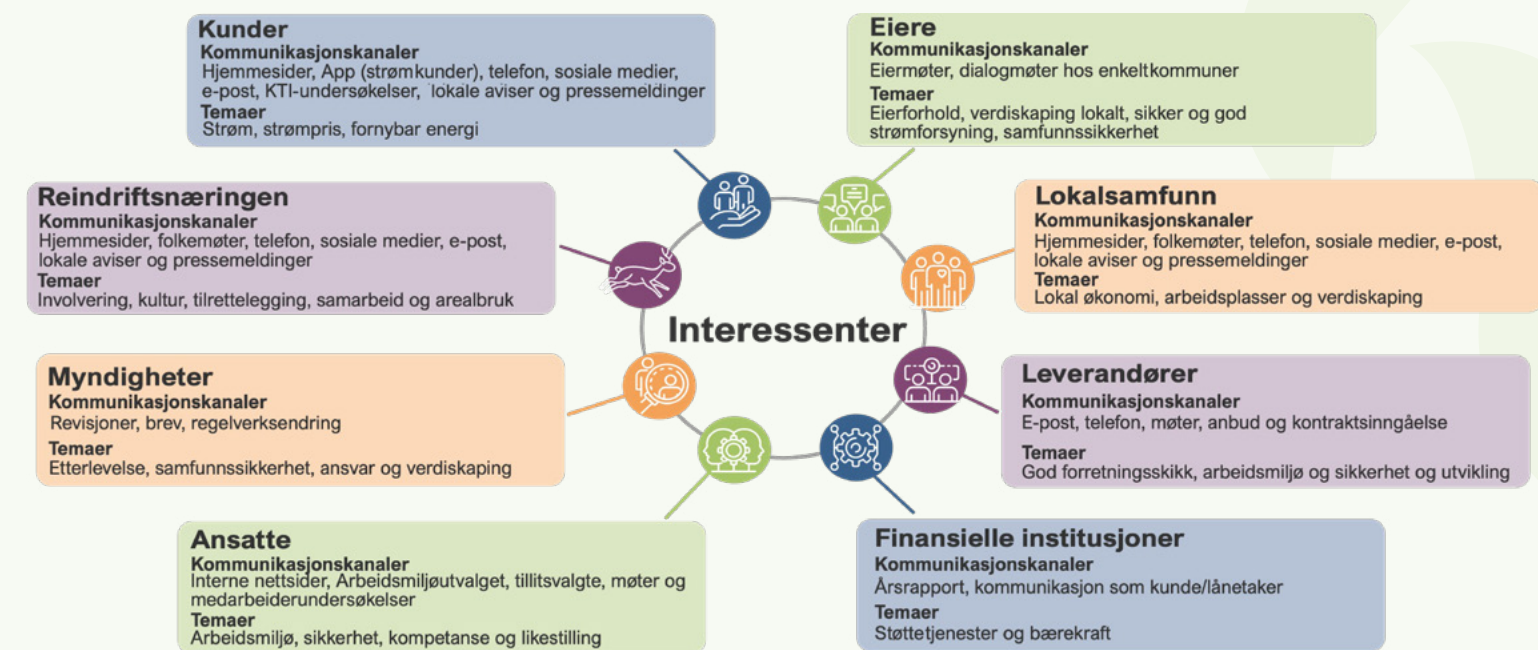 Kunder
Kommunikasjonskanaler
Hjemmesider, App (strømkunder), telefon, sosiale medier,
e-post, KTI-undersøkelser, lokale aviser og pressemeldinger
Temaer
Strøm, strømpris, fornybar energi
Eiere
Kommunikasjonskanaler
Eiermøter, dialogmøter hos enkeltkommuner
Temaer
Eierforhold, verdiskaping lokalt, sikker og god
strømforsyning, samfunnssikkerhet
Reindriftsnæringen
Kommunikasjonskanaler
Hjemmesider, folkemøter, telefon, sosiale medier, e-post,
lokale aviser og pressemeldinger
Temaer
Involvering, kultur, tilrettelegging, samarbeid og arealbruk
Lokalsamfunn
Kommunikasjonskanaler
Hjemmesider, folkemøter, telefon, sosiale medier, e-post,
lokale aviser og pressemeldinger
Temaer
Lokal økonomi, arbeidsplasser og verdiskaping
Interessenter
Myndigheter
Kommunikasjonskanaler
Revisjoner, brev, regelverksendring
Temaer
Etterlevelse, samfunnssikkerhet, ansvar og verdiskaping
Leverandører
Kommunikasjonskanaler
E-post, telefon, møter, anbud og kontraktsinngåelse
Temaer
God forretningsskikk, arbeidsmiljø og sikkerhet og utvikling
Ansatte
Kommunikasjonskanaler
Interne nettsider, Arbeidsmiljøutvalget, tillitsvalgte, møter og
medarbeiderundersøkelser
Temaer
Arbeidsmiljø, sikkerhet, kompetanse og likestilling
Finansielle institusjoner
Kommunikasjonskanaler
Årsrapport, kommunikasjon som kunde/lånetaker
Temaer
Støttetjenester og bærekraft